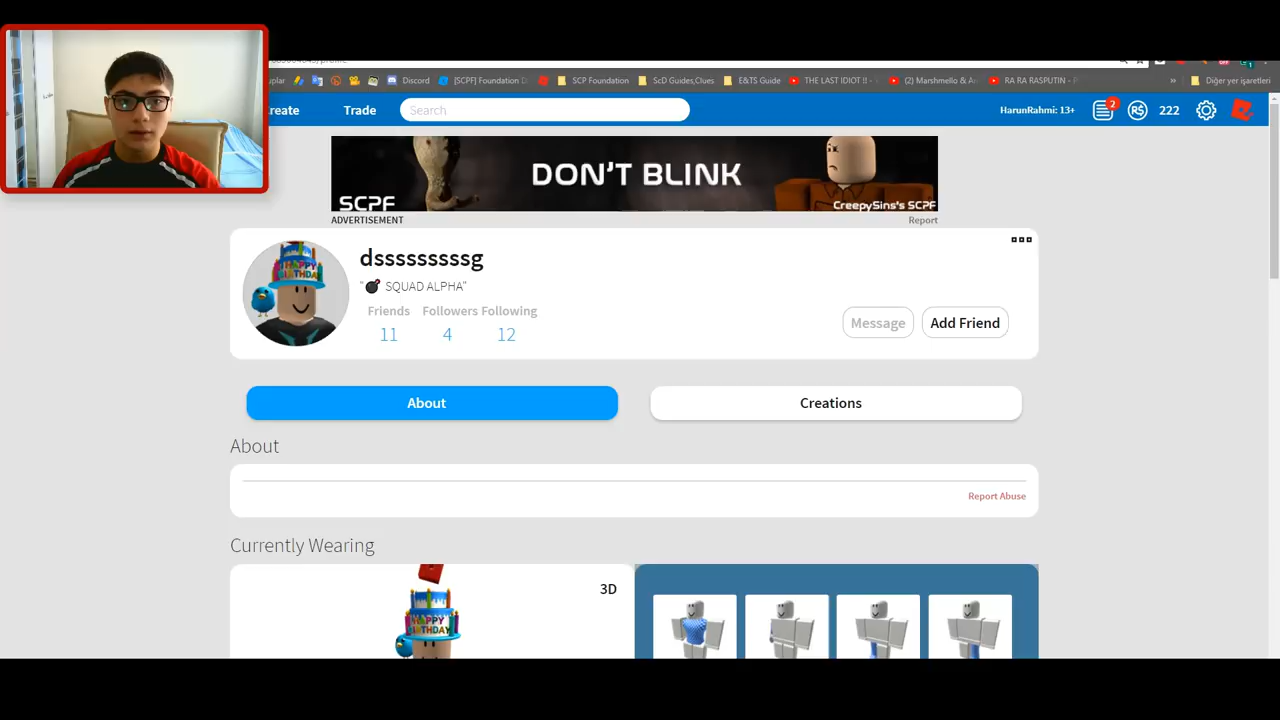 uplar
Discord
[SCPF] Foundation D
SCP Foundation
ScD Guides,Clues
E&TS Guide
THE LAST IDIOT !! -
(2) Marshmello & A
RA RA RASPUTIN - P
»
Diğer yer işaretleri
reate
Trade
Search
HarunRahmi: 13+
2
R$
222
DON'T BLINK
SCPF
CreepySins's SCPF
ADVERTISEMENT
Report
dsssssssssg
"💣 SQUAD ALPHA"
Friends
Followers
Following
11
4
12
Message
Add Friend
About
Creations
About
Report Abuse
Currently Wearing
3D
HAPPY
BIRTHDAY